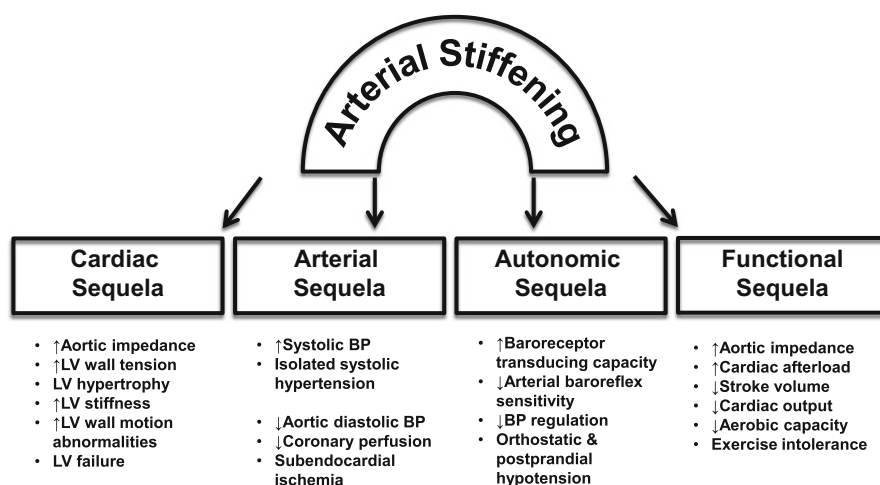 Arterial Stiffening
Cardiac
Sequela
• ↑Aortic impedance
• ↑LV wall tension
• LV hypertrophy
• ↑LV stiffness
• ↑LV wall motion
abnormalities
• LV failure
Arterial
Sequela
• ↑Systolic BP
• Isolated systolic
hypertension
• ↓Aortic diastolic BP
• ↓Coronary perfusion
• Subendocardial
ischemia
Autonomic
Sequela
• ↑Baroreceptor
transducing capacity
• ↓Arterial baroreflex
sensitivity
• ↓BP regulation
• Orthostatic &
postprandial
hypotension
Functional
Sequela
• ↑Aortic impedance
• ↑Cardiac afterload
• ↓Stroke volume
• ↓Cardiac output
• ↓Aerobic capacity
• Exercise intolerance